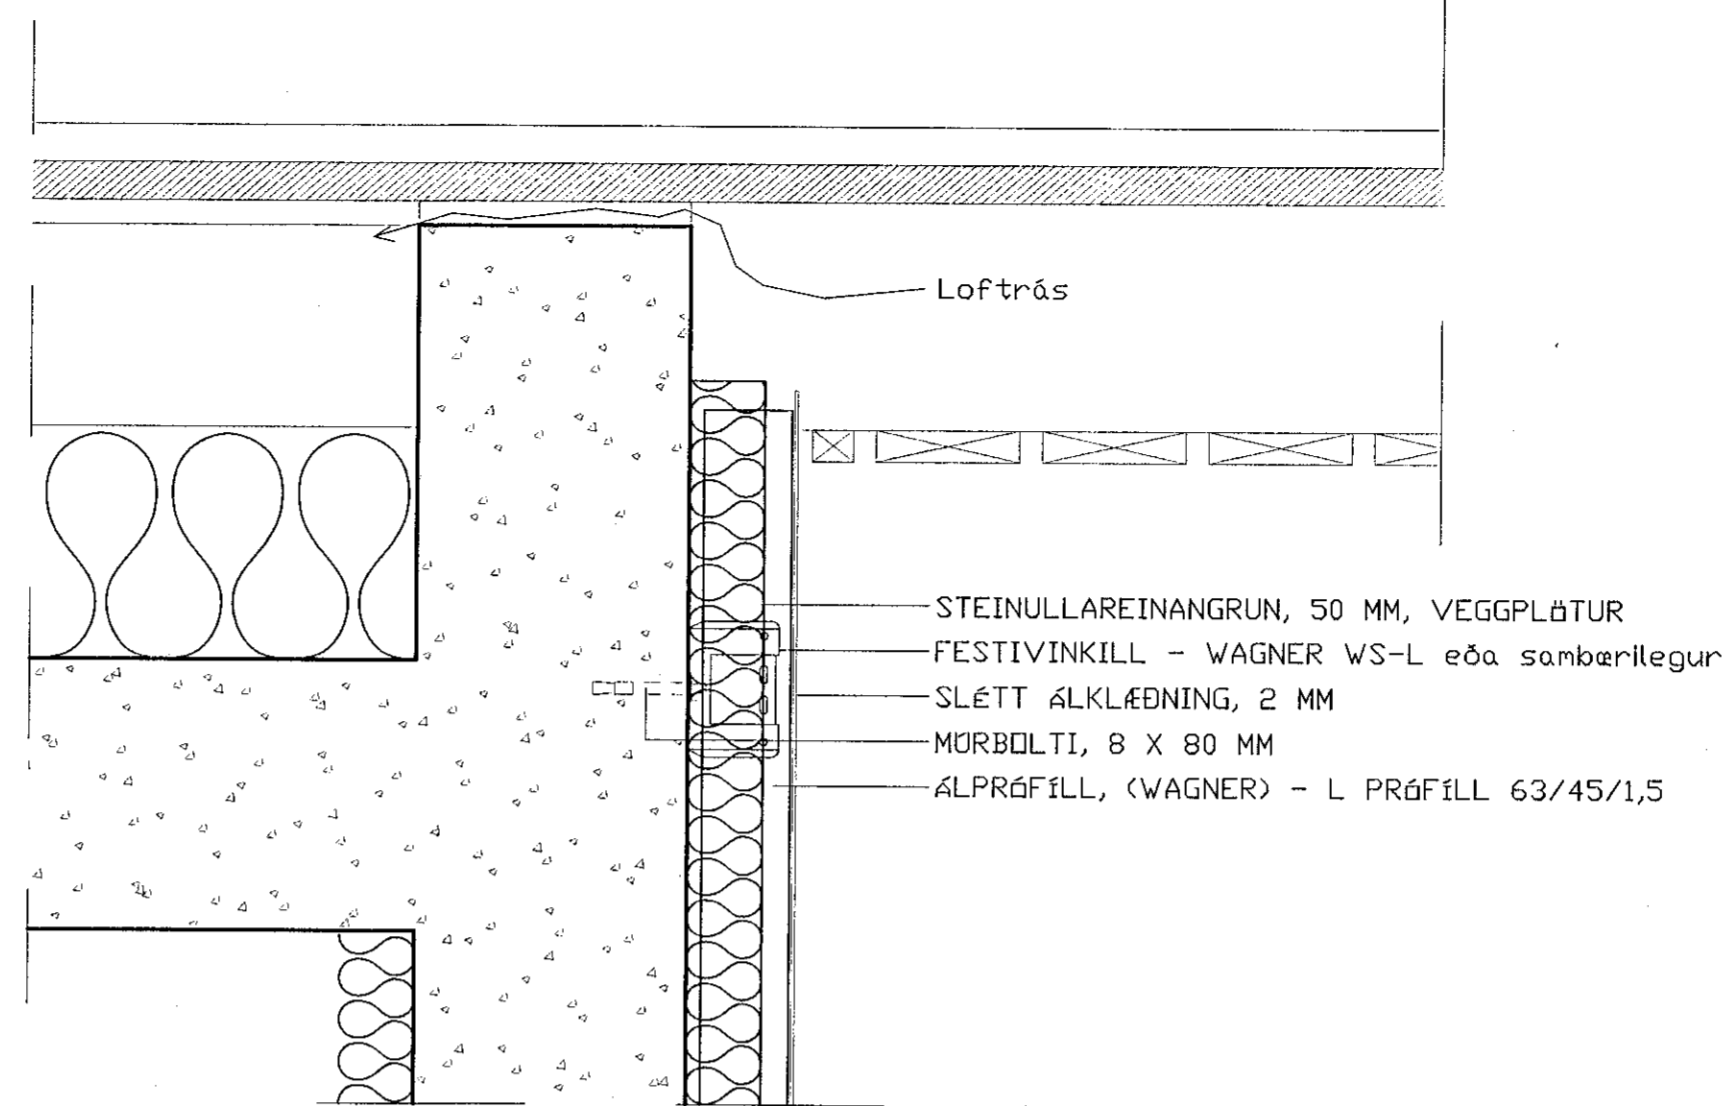 Loftrás
STEINULLAREINANGRUN, 50 MM, VEGGPLÖTUR
FESTIVINKILL - WAGNER WS-L eða sambærilegur
SLÉTT ÁLKLÆÐNING, 2 MM
MÚRBOLTI, 8 X 80 MM
ÁLPRÓFÍLL, (WAGNER) - L PRÓFÍLL 63/45/1,5